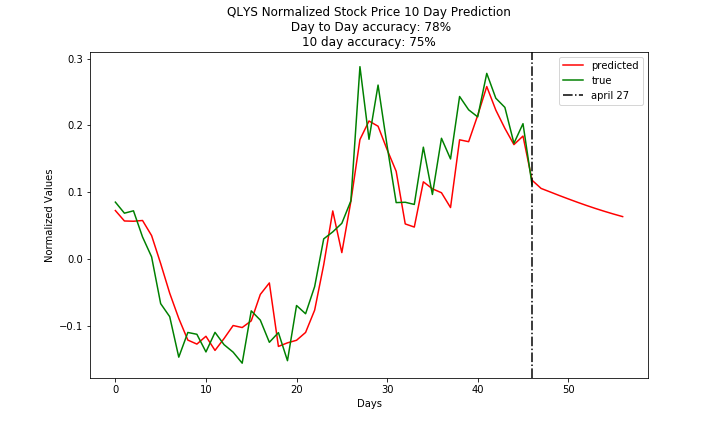 QLYS Normalized Stock Price 10 Day Prediction
Day to Day accuracy: 78%
10 day accuracy: 75%
predicted
true
april 27
Normalized Values
0.3
0.2
0.1
0.0
−0.1
0
10
20
30
40
50
Days